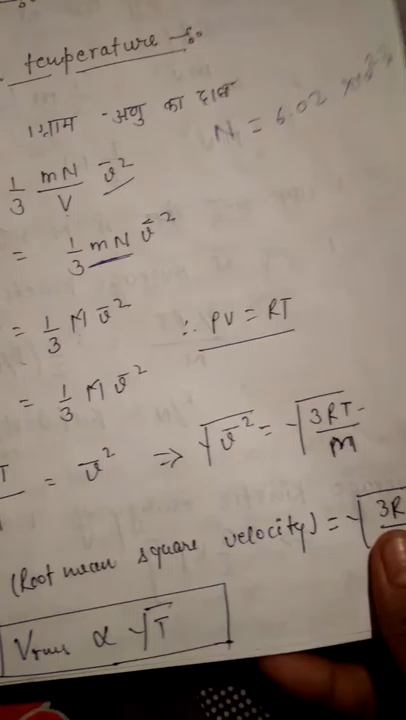 temperature -:
1 ग्राम - अणु का दाब
N = 6.02 × 10²³
1/3 mN/V v̄²
= 1/3 mN v̄²
= 1/3 M v̄² ∴ PV = RT
= 1/3 M v̄²
T = v̄² ⇒ √v̄² = √3RT/M
(Root mean square velocity) = √3R
Vrms ∝ √T